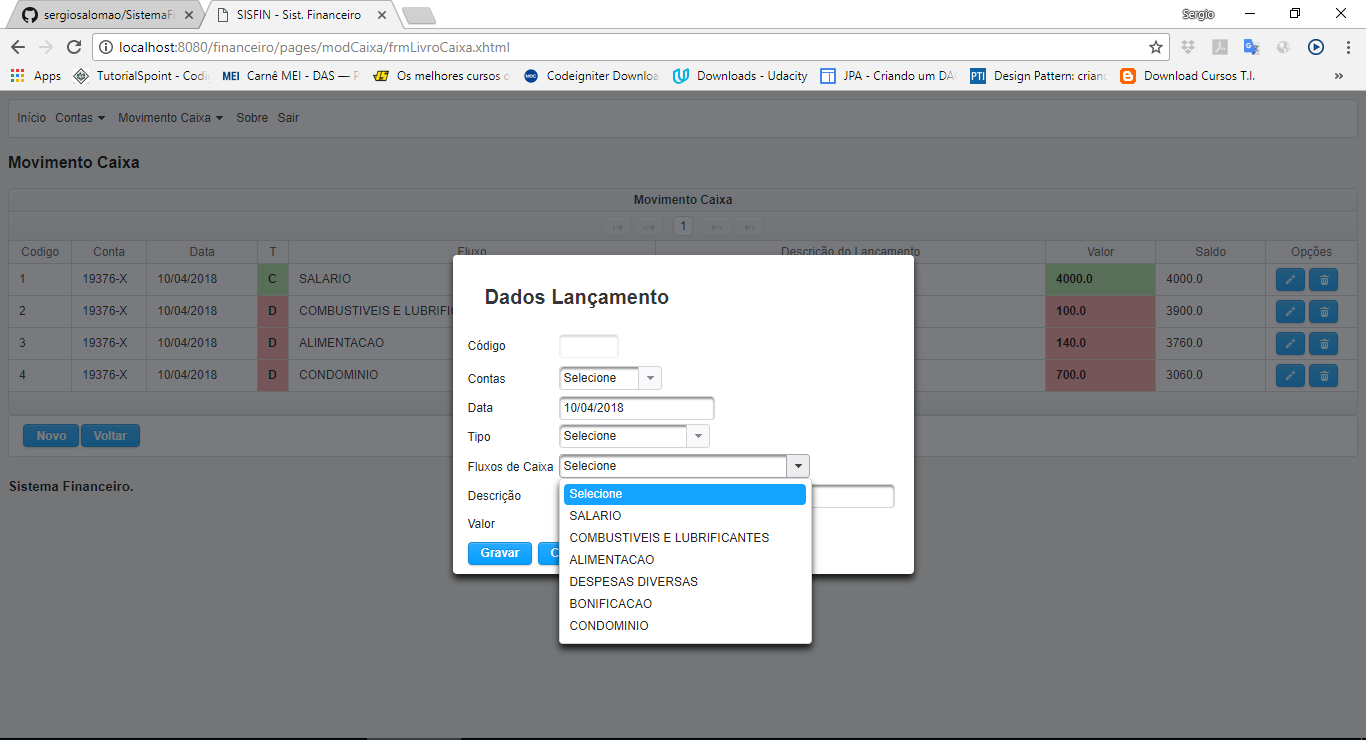 sergiosalomao/SistemaF
SISFIN - Sist. Financeiro
Sergio
localhost:8080/financeiro/pages/modCaixa/frmLivroCaixa.xhtml
Apps TutorialSpoint - Codi MEI Carnê MEI - DAS — P Os melhores cursos MDC Codeigniter Downloa Downloads - Udacity JPA - Criando um DA PTI Design Pattern: crian Download Cursos T.I. »
Início Contas Movimento Caixa Sobre Sair
Movimento Caixa
Movimento Caixa
1
Codigo Conta Data T Fluxo Descrição do Lançamento Valor Saldo Opções
1 19376-X 10/04/2018 C SALARIO 4000.0 4000.0
2 19376-X 10/04/2018 D COMBUSTIVEIS E LUBRIFI 100.0 3900.0
3 19376-X 10/04/2018 D ALIMENTACAO 140.0 3760.0
4 19376-X 10/04/2018 D CONDOMINIO 700.0 3060.0
Novo Voltar
Sistema Financeiro.
Dados Lançamento
Código
Contas Selecione
Data 10/04/2018
Tipo Selecione
Fluxos de Caixa Selecione
Descrição
Valor
Gravar C
Selecione
SALARIO
COMBUSTIVEIS E LUBRIFICANTES
ALIMENTACAO
DESPESAS DIVERSAS
BONIFICACAO
CONDOMINIO